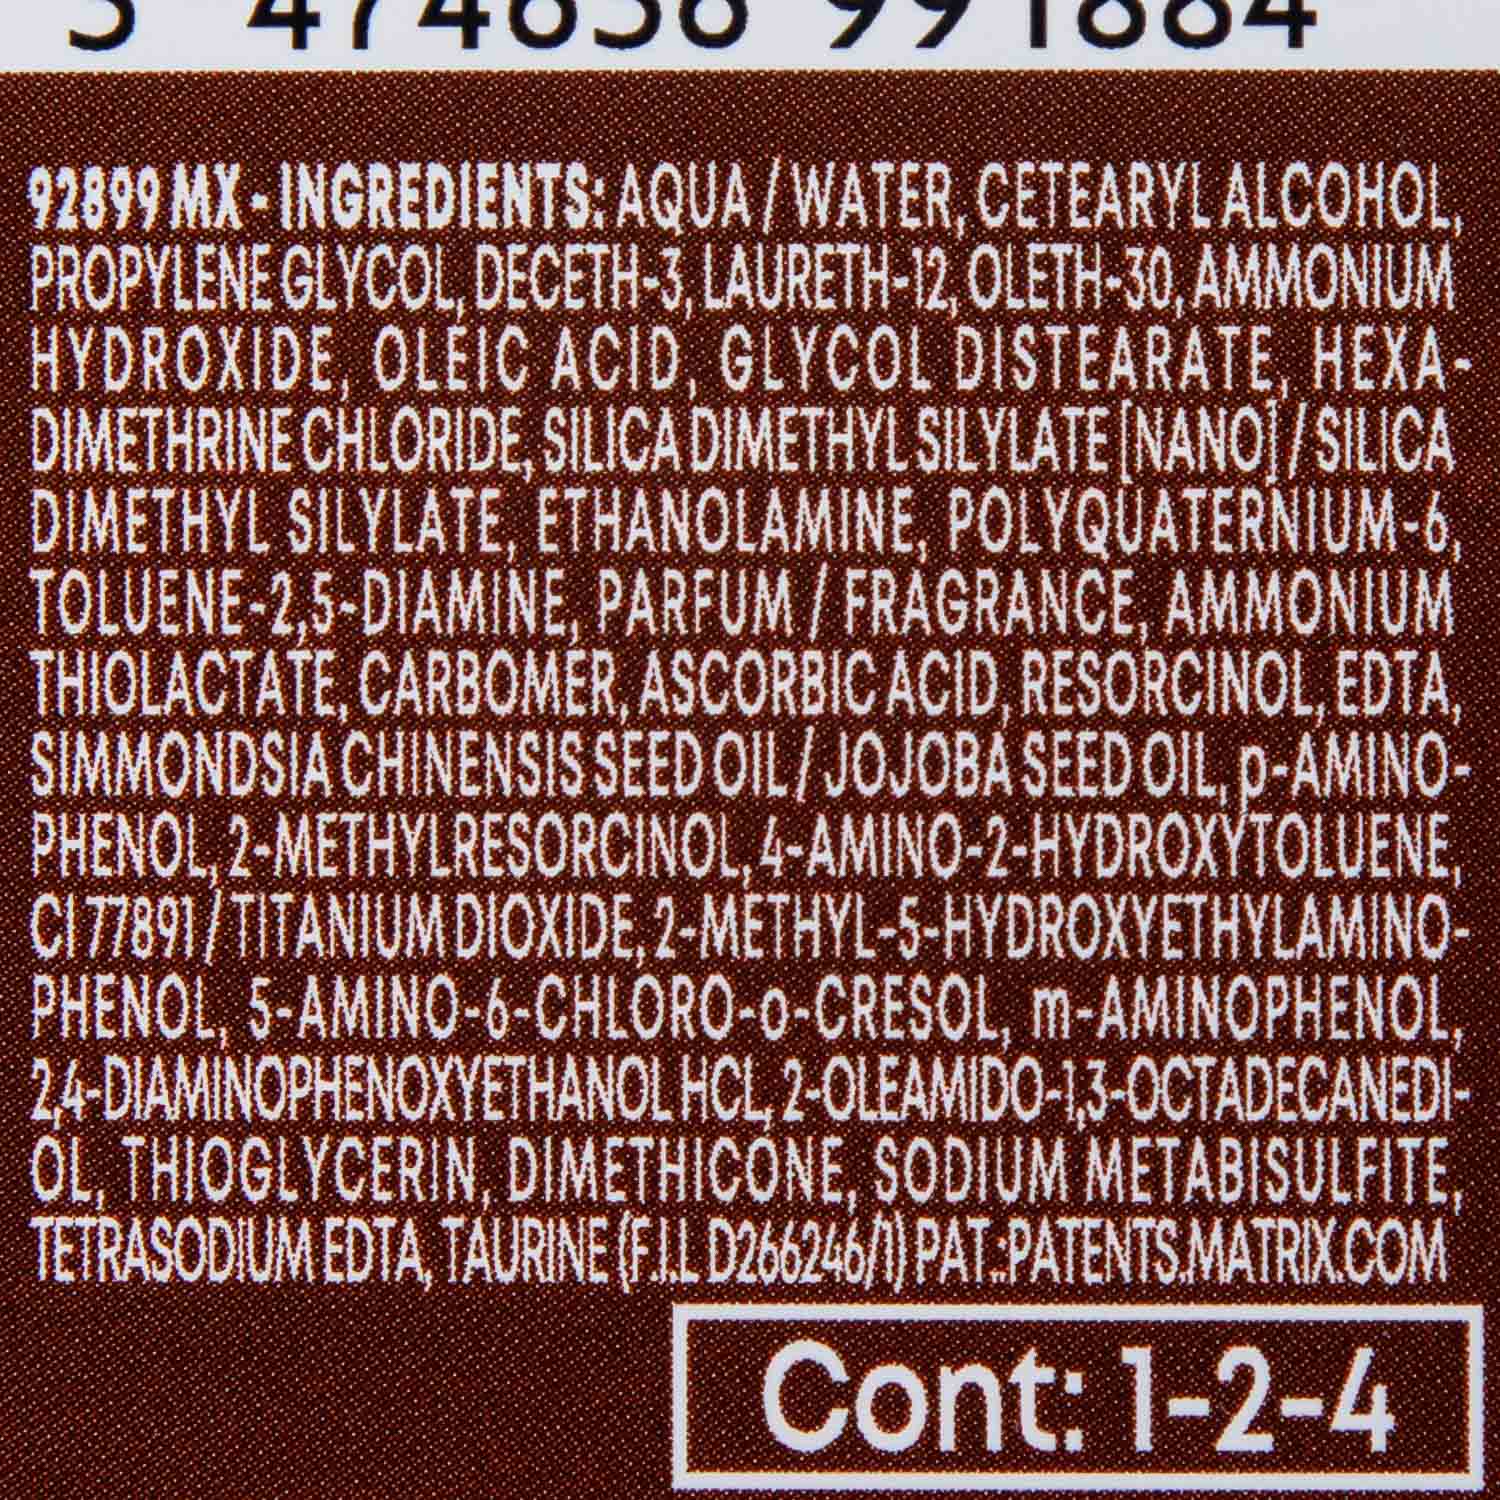 3 474636 991884
92899 MX - INGREDIENTS: AQUA / WATER, CETEARYL ALCOHOL,
PROPYLENE GLYCOL, DECETH-3, LAURETH-12, OLETH-30, AMMONIUM
HYDROXIDE, OLEIC ACID, GLYCOL DISTEARATE, HEXA-
DIMETHRINE CHLORIDE, SILICA DIMETHYL SILYLATE [NANO] / SILICA
DIMETHYL SILYLATE, ETHANOLAMINE, POLYQUATERNIUM-6,
TOLUENE-2,5-DIAMINE, PARFUM / FRAGRANCE, AMMONIUM
THIOLACTATE, CARBOMER, ASCORBIC ACID, RESORCINOL, EDTA,
SIMMONDSIA CHINENSIS SEED OIL / JOJOBA SEED OIL, p-AMINO-
PHENOL, 2-METHYLRESORCINOL, 4-AMINO-2-HYDROXYTOLUENE,
CI 77891 / TITANIUM DIOXIDE, 2-METHYL-5-HYDROXYETHYLAMINO-
PHENOL, 5-AMINO-6-CHLORO-o-CRESOL, m-AMINOPHENOL,
2,4-DIAMINOPHENOXYETHANOL HCL, 2-OLEAMIDO-1,3-OCTADECANEDI-
OL, THIOGLYCERIN, DIMETHICONE, SODIUM METABISULFITE,
TETRASODIUM EDTA, TAURINE (F.I.L D266246/1) PAT.:PATENTS.MATRIX.COM
Cont: 1-2-4